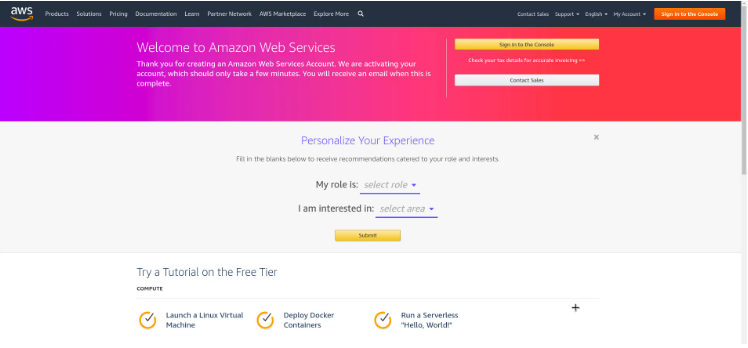 aws
Products Solutions Pricing Documentation Learn Partner Network AWS Marketplace Explore More
Contact Sales Support English My Account Sign In to the Console
Welcome to Amazon Web Services
Thank you for creating an Amazon Web Services Account. We are activating your
account, which should only take a few minutes. You will receive an email when this is
complete.
Sign in to the Console
Check your tax details for accurate invoicing >>
Contact Sales
Personalize Your Experience
Fill in the blanks below to receive recommendations catered to your role and interests.
My role is: select role
I am interested in: select area
Submit
Try a Tutorial on the Free Tier
COMPUTE
Launch a Linux Virtual
Machine
Deploy Docker
Containers
Run a Serverless
"Hello, World!"